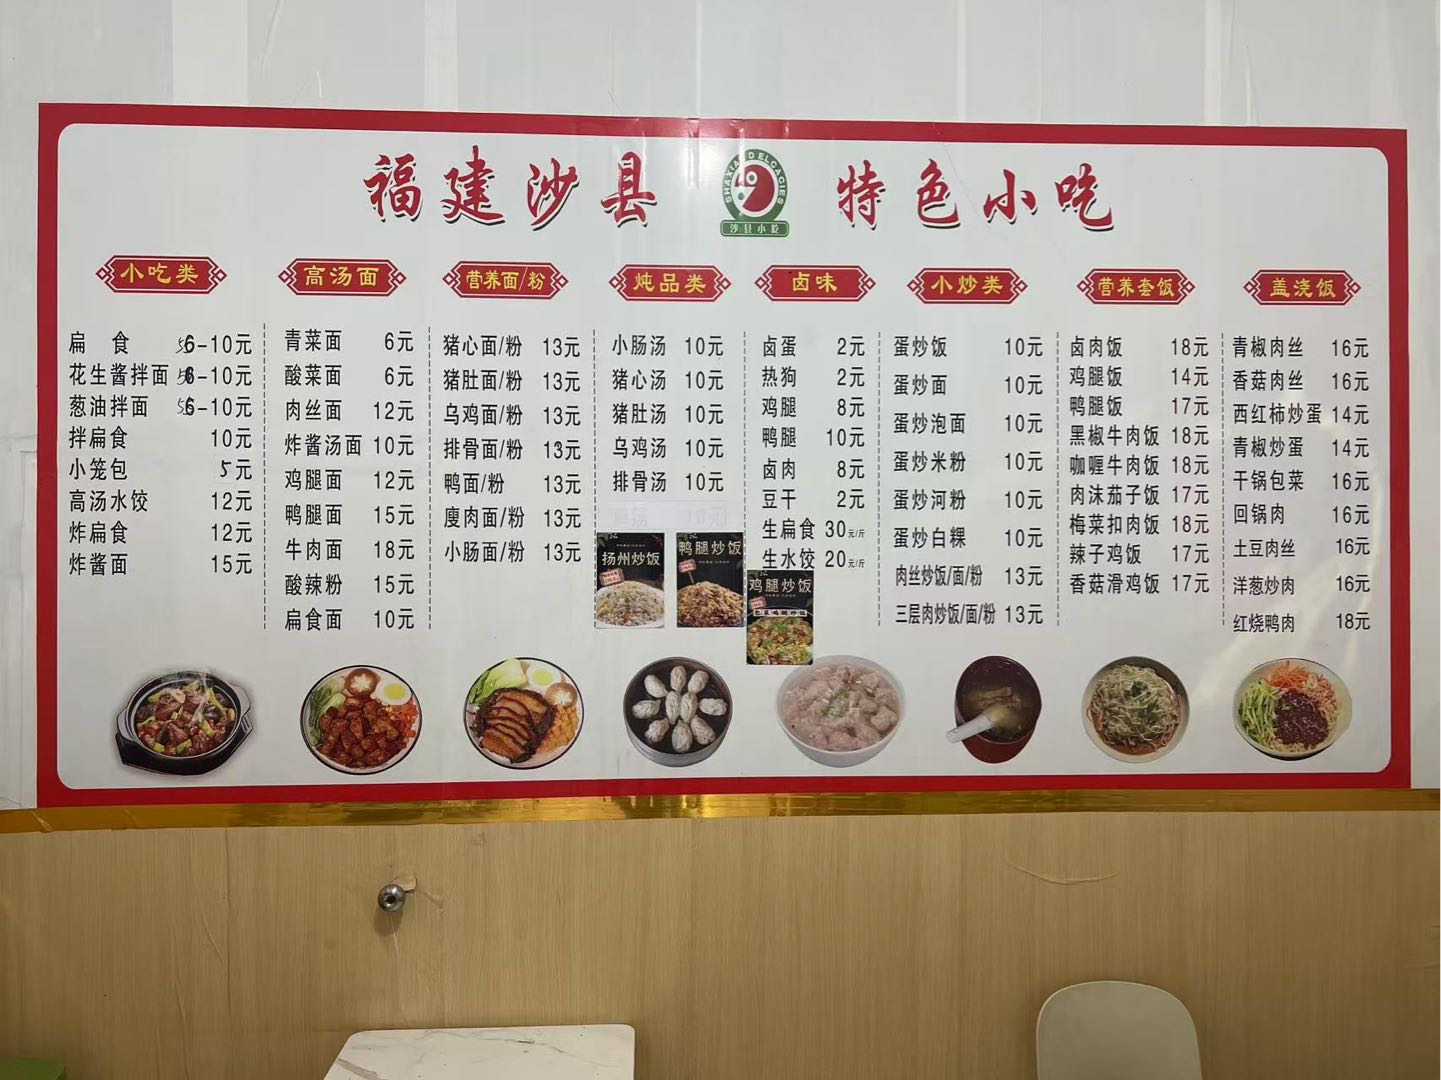 福建沙县 特色小吃
SHAXIAN DELCACIES
沙县小吃
小吃类
扁 食 5-10元
花生酱拌面 5-10元
葱油拌面 5-10元
拌扁食 10元
小笼包 5元
高汤水饺 12元
炸扁食 12元
炸酱面 15元
高汤面
青菜面 6元
酸菜面 6元
肉丝面 12元
炸酱汤面 10元
鸡腿面 12元
鸭腿面 15元
牛肉面 18元
酸辣粉 15元
扁食面 10元
营养面/粉
猪心面/粉 13元
猪肚面/粉 13元
乌鸡面/粉 13元
排骨面/粉 13元
鸭面/粉 13元
廋肉面/粉 13元
小肠面/粉 13元
炖品类
小肠汤 10元
猪心汤 10元
猪肚汤 10元
乌鸡汤 10元
排骨汤 10元
扬州炒饭
鸭腿炒饭
卤味
卤蛋 2元
热狗 2元
鸡腿 8元
鸭腿 10元
卤肉 8元
豆干 2元
生扁食 30元/斤
生水饺 20元/斤
鸡腿炒饭
小炒类
蛋炒饭 10元
蛋炒面 10元
蛋炒泡面 10元
蛋炒米粉 10元
蛋炒河粉 10元
蛋炒白粿 10元
肉丝炒饭/面/粉 13元
三层肉炒饭/面/粉 13元
营养套饭
卤肉饭 18元
鸡腿饭 14元
鸭腿饭 17元
黑椒牛肉饭 18元
咖喱牛肉饭 18元
肉沫茄子饭 17元
梅菜扣肉饭 18元
辣子鸡饭 17元
香菇滑鸡饭 17元
盖浇饭
青椒肉丝 16元
香菇肉丝 16元
西红柿炒蛋 14元
青椒炒蛋 14元
干锅包菜 16元
回锅肉 16元
土豆肉丝 16元
洋葱炒肉 16元
红烧鸭肉 18元